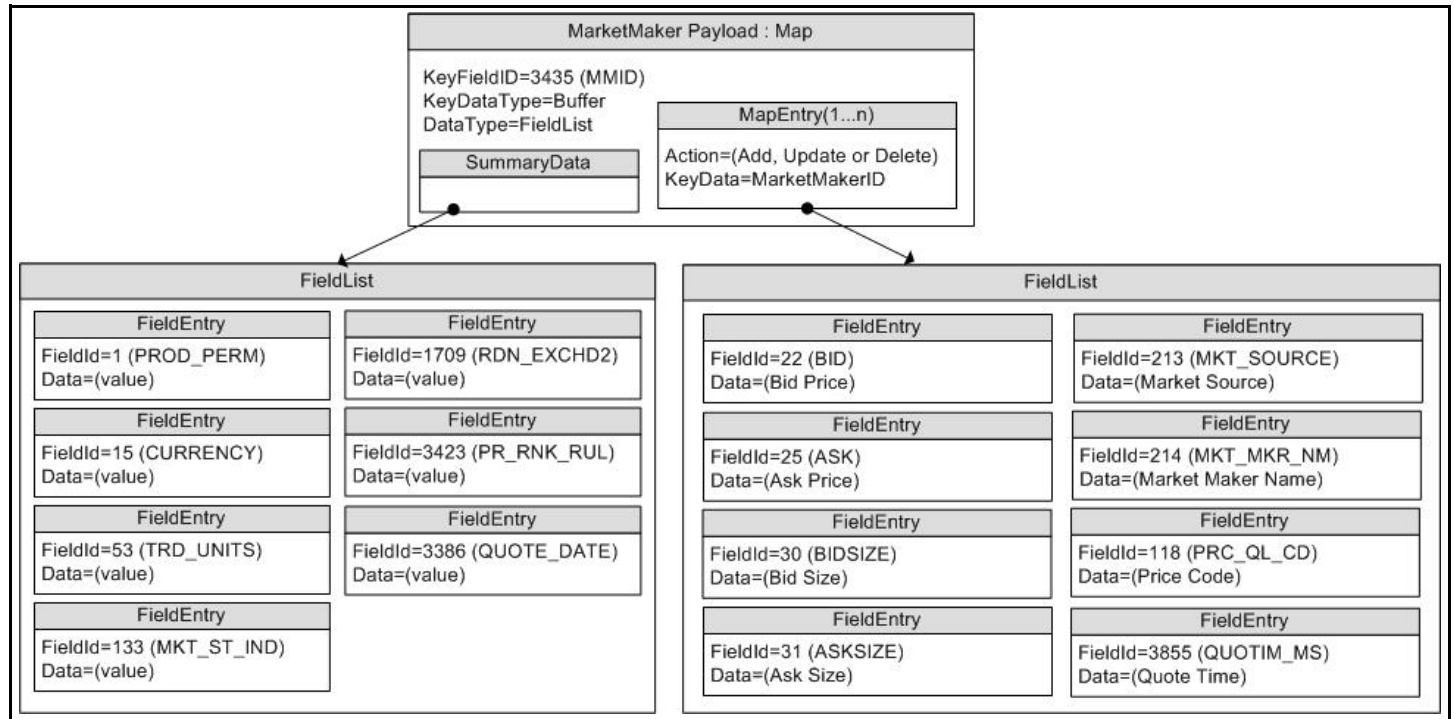 MarketMaker Payload : Map
KeyFieldID=3435 (MMID)
KeyDataType=Buffer
DataType=FieldList
SummaryData
MapEntry(1...n)
Action=(Add, Update or Delete)
KeyData=MarketMakerID
FieldList
FieldEntry
FieldId=1 (PROD_PERM)
Data=(value)
FieldEntry
FieldId=15 (CURRENCY)
Data=(value)
FieldEntry
FieldId=53 (TRD_UNITS)
Data=(value)
FieldEntry
FieldId=133 (MKT_ST_IND)
Data=(value)
FieldEntry
FieldId=1709 (RDN_EXCHD2)
Data=(value)
FieldEntry
FieldId=3423 (PR_RNK_RUL)
Data=(value)
FieldEntry
FieldId=3386 (QUOTE_DATE)
Data=(value)
FieldList
FieldEntry
FieldId=22 (BID)
Data=(Bid Price)
FieldEntry
FieldId=25 (ASK)
Data=(Ask Price)
FieldEntry
FieldId=30 (BIDSIZE)
Data=(Bid Size)
FieldEntry
FieldId=31 (ASKSIZE)
Data=(Ask Size)
FieldEntry
FieldId=213 (MKT_SOURCE)
Data=(Market Source)
FieldEntry
FieldId=214 (MKT_MKR_NM)
Data=(Market Maker Name)
FieldEntry
FieldId=118 (PRC_QL_CD)
Data=(Price Code)
FieldEntry
FieldId=3855 (QUOTIM_MS)
Data=(Quote Time)